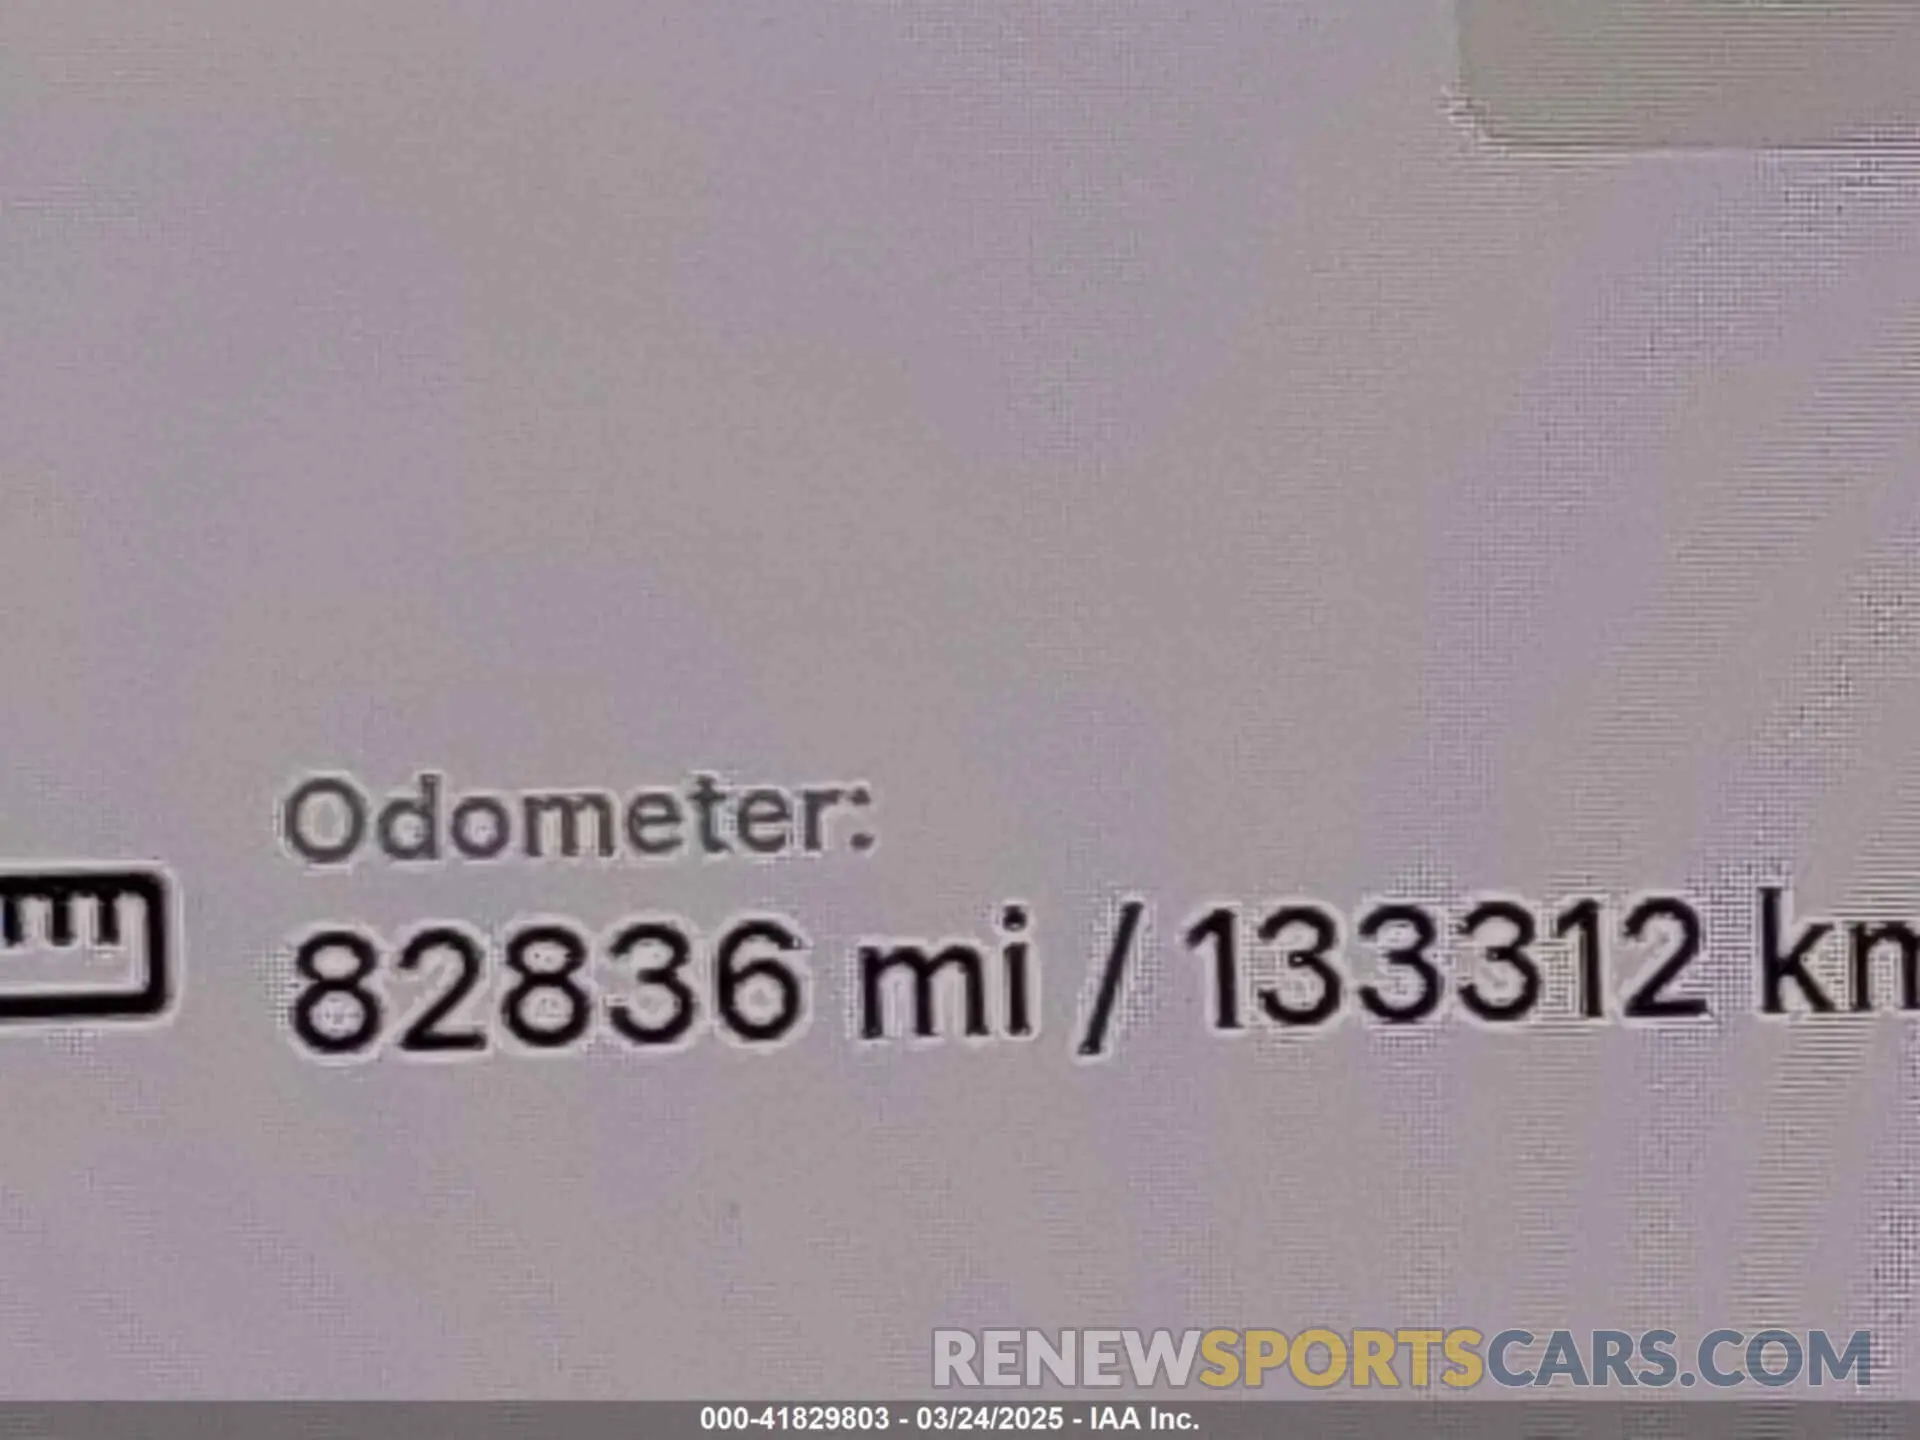 Odometer:
82836 mi / 133312 km
RENEWSPORTSCARS.COM
000-41829803 - 03/24/2025 - IAA Inc.